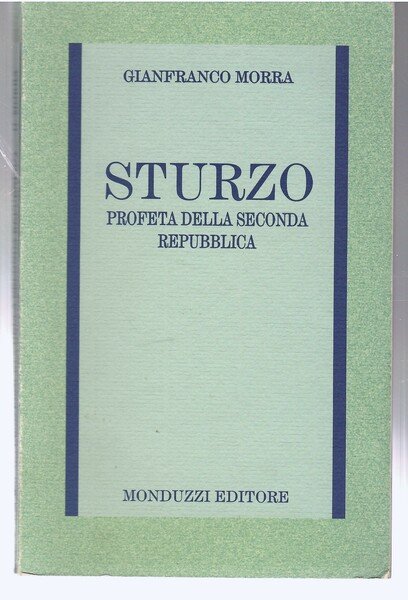 GIANFRANCO MORRA
STURZO
PROFETA DELLA SECONDA
REPUBBLICA
MONDUZZI EDITORE